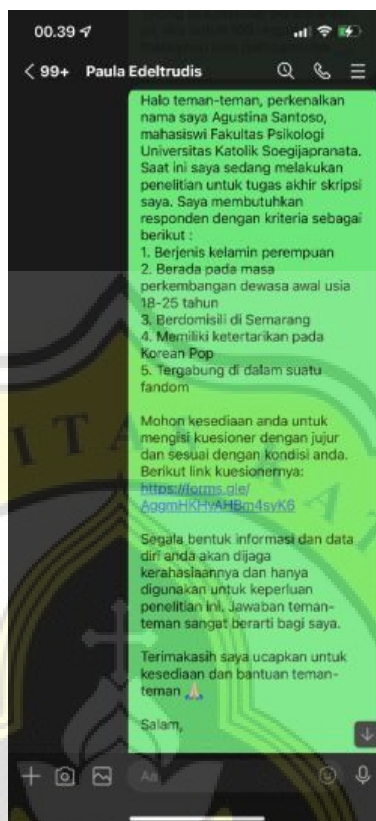 00.39
99+ Paula Edeltrudis
Halo teman-teman, perkenalkan
nama saya Agustina Santoso,
mahasiswi Fakultas Psikologi
Universitas Katolik Soegijapranata.
Saat ini saya sedang melakukan
penelitian untuk tugas akhir skripsi
saya. Saya membutuhkan
responden dengan kriteria sebagai
berikut :
1. Berjenis kelamin perempuan
2. Berada pada masa
perkembangan dewasa awal usia
18-25 tahun
3. Berdomisili di Semarang
4. Memiliki ketertarikan pada
Korean Pop
5. Tergabung di dalam suatu
fandom
Mohon kesediaan anda untuk
mengisi kuesioner dengan jujur
dan sesuai dengan kondisi anda.
Berikut link kuesionernya:
https://forms.gle/
AggmHKHvAHBm4syK6
Segala bentuk informasi dan data
diri anda akan dijaga
kerahasiaannya dan hanya
digunakan untuk keperluan
penelitian ini. Jawaban teman-
teman sangat berarti bagi saya.
Terimakasih saya ucapkan untuk
kesediaan dan bantuan teman-
teman 🙏
Salam,
Aa